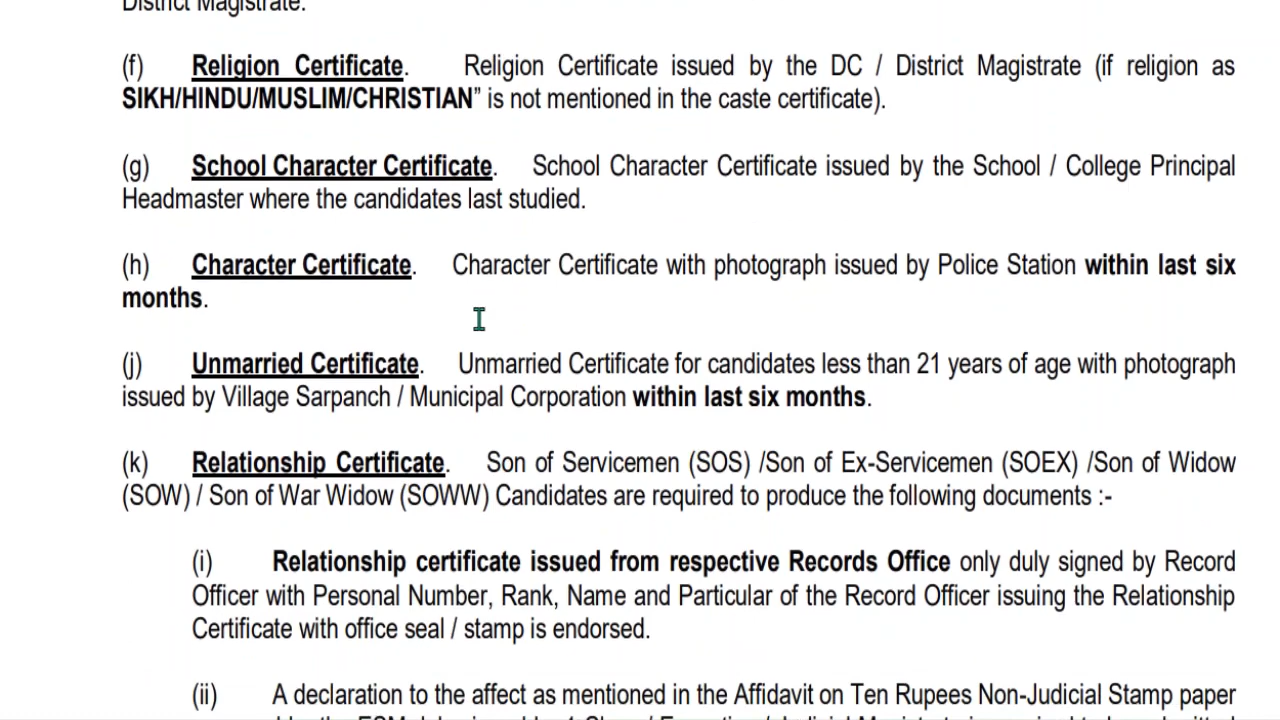 District Magistrate.
(f) Religion Certificate. Religion Certificate issued by the DC / District Magistrate (if religion as
SIKH/HINDU/MUSLIM/CHRISTIAN” is not mentioned in the caste certificate).
(g) School Character Certificate. School Character Certificate issued by the School / College Principal
Headmaster where the candidates last studied.
(h) Character Certificate. Character Certificate with photograph issued by Police Station within last six
months.
(j) Unmarried Certificate. Unmarried Certificate for candidates less than 21 years of age with photograph
issued by Village Sarpanch / Municipal Corporation within last six months.
(k) Relationship Certificate. Son of Servicemen (SOS) /Son of Ex-Servicemen (SOEX) /Son of Widow
(SOW) / Son of War Widow (SOWW) Candidates are required to produce the following documents :-
(i) Relationship certificate issued from respective Records Office only duly signed by Record
Officer with Personal Number, Rank, Name and Particular of the Record Officer issuing the Relationship
Certificate with office seal / stamp is endorsed.
(ii) A declaration to the affect as mentioned in the Affidavit on Ten Rupees Non-Judicial Stamp paper